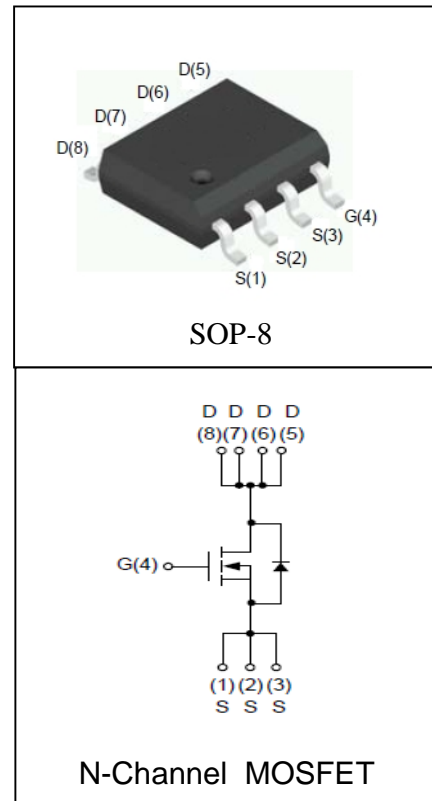 D(5)
D(6)
D(7)
D(8)
G(4)
S(3)
S(2)
S(1)
SOP-8
D D D D
(8)(7)(6)(5)
G(4)
(1)(2)(3)
S S S
N-Channel MOSFET